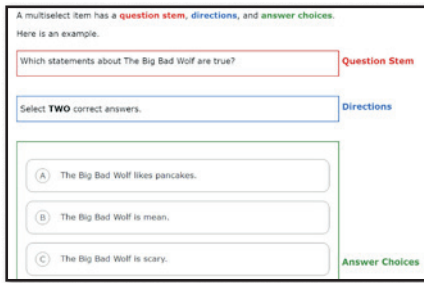 A multiselect item has a question stem, directions, and answer choices.
Here is an example.
Which statements about The Big Bad Wolf are true?
Question Stem
Select TWO correct answers.
Directions
A The Big Bad Wolf likes pancakes.
B The Big Bad Wolf is mean.
C The Big Bad Wolf is scary.
Answer Choices